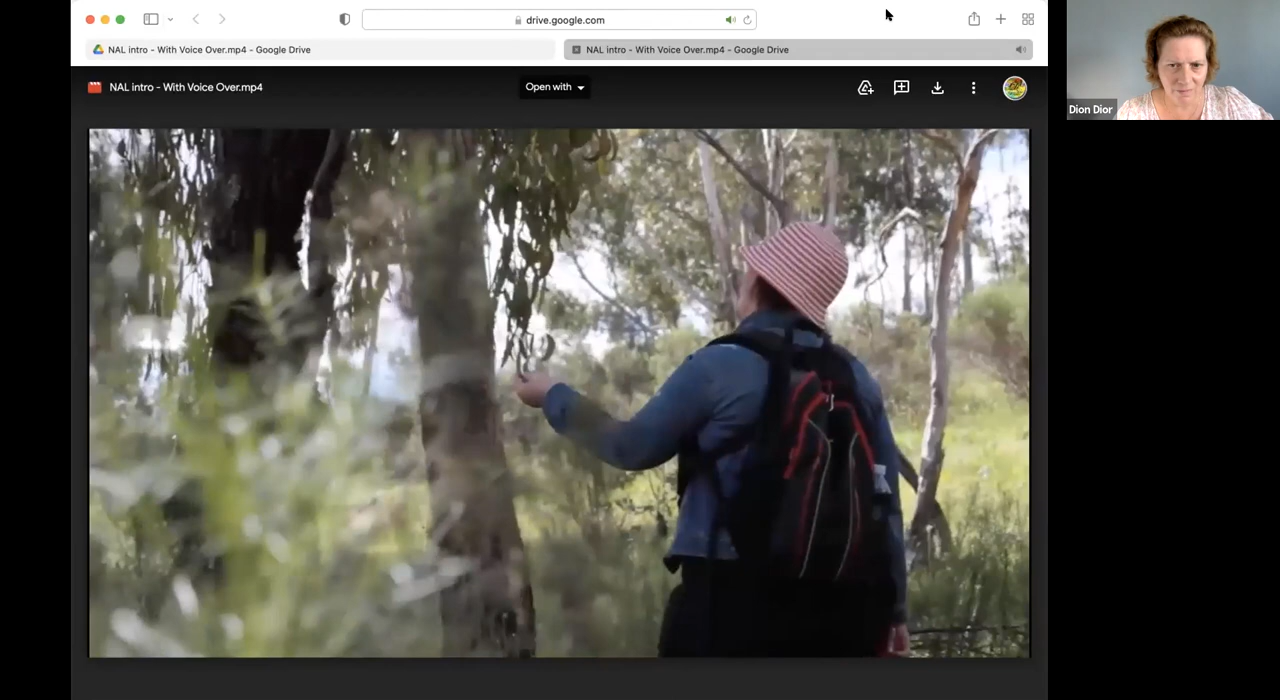 drive.google.com
NAL intro - With Voice Over.mp4 - Google Drive
NAL intro - With Voice Over.mp4 - Google Drive
NAL intro - With Voice Over.mp4
Open with
Dion Dior